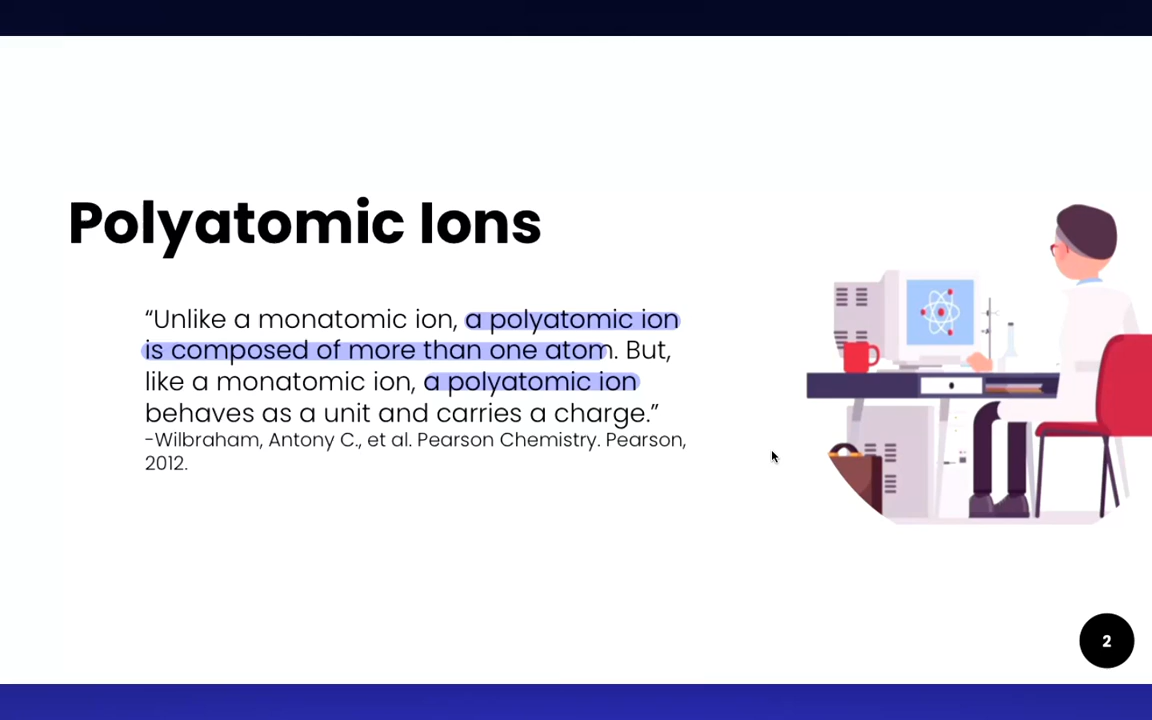 Polyatomic Ions
“Unlike a monatomic ion, a polyatomic ion
is composed of more than one atom. But,
like a monatomic ion, a polyatomic ion
behaves as a unit and carries a charge.”
-Wilbraham, Antony C., et al. Pearson Chemistry. Pearson,
2012.
2